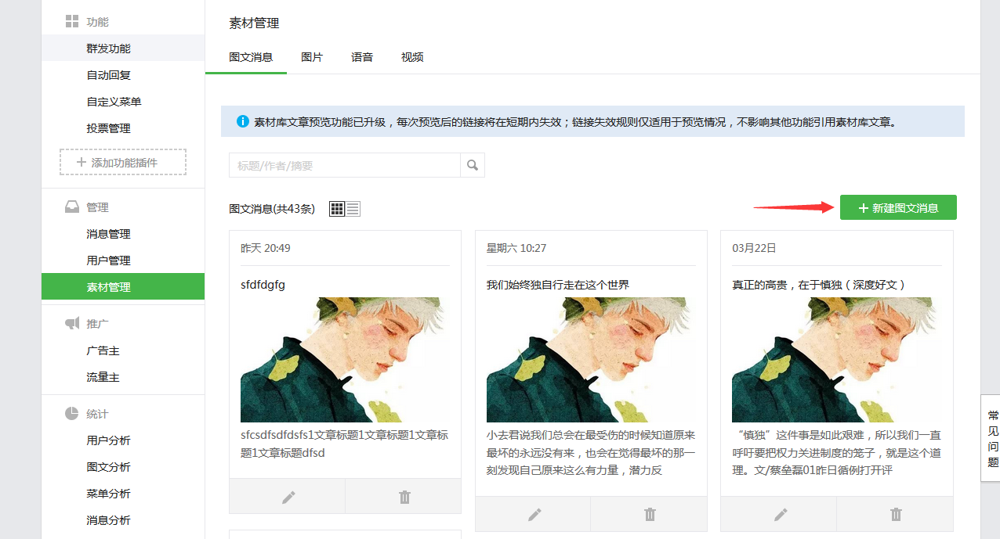 功能
群发功能
自动回复
自定义菜单
投票管理
添加功能插件
管理
消息管理
用户管理
素材管理
推广
广告主
流量主
统计
用户分析
图文分析
菜单分析
消息分析
素材管理
图文消息 图片 语音 视频
素材库文章预览功能已升级，每次预览后的链接将在短期内失效；链接失效规则仅适用于预览情况，不影响其他功能引用素材库文章。
标题/作者/摘要
图文消息(共43条)
+ 新建图文消息
昨天 20:49
sfdfdgfg
sfcsdfsdfdsfs1文章标题1文章标题1文章标
题1文章标题dfsd
星期六 10:27
我们始终独自行走在这个世界
小去君说我们总会在最受伤的时候知道原来
最坏的永远没有来，也会在觉得最坏的那一
刻发现自己原来这么有力量，潜力反
03月22日
真正的高贵，在于慎独（深度好文）
“慎独”这件事是如此艰难，所以我们一直
呼吁要把权力关进制度的笼子，就是这个道
理。文/蔡垒磊01昨日循例打开评
常
见
问
题